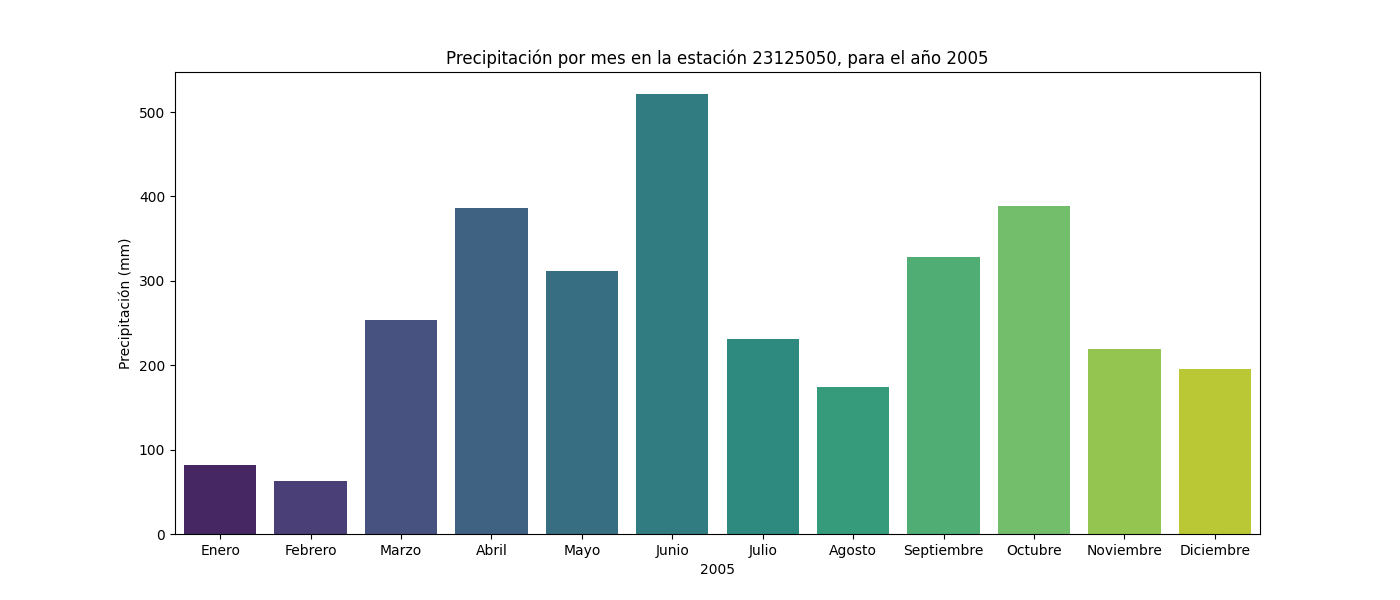 Precipitación por mes en la estación 23125050, para el año 2005
Precipitación (mm)
500
400
300
200
100
0
Enero Febrero Marzo Abril Mayo Junio Julio Agosto Septiembre Octubre Noviembre Diciembre
2005